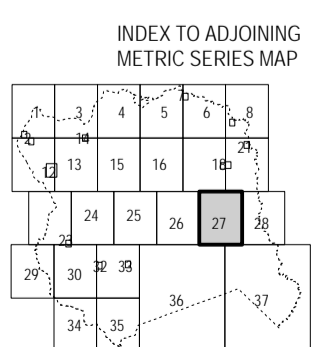 INDEX TO ADJOINING
METRIC SERIES MAP
7
1 3 4 5 6 8
2 14 21
12 13 15 16 18
24 25 26 27 28
23
29 30 32 33 36 37
34 35